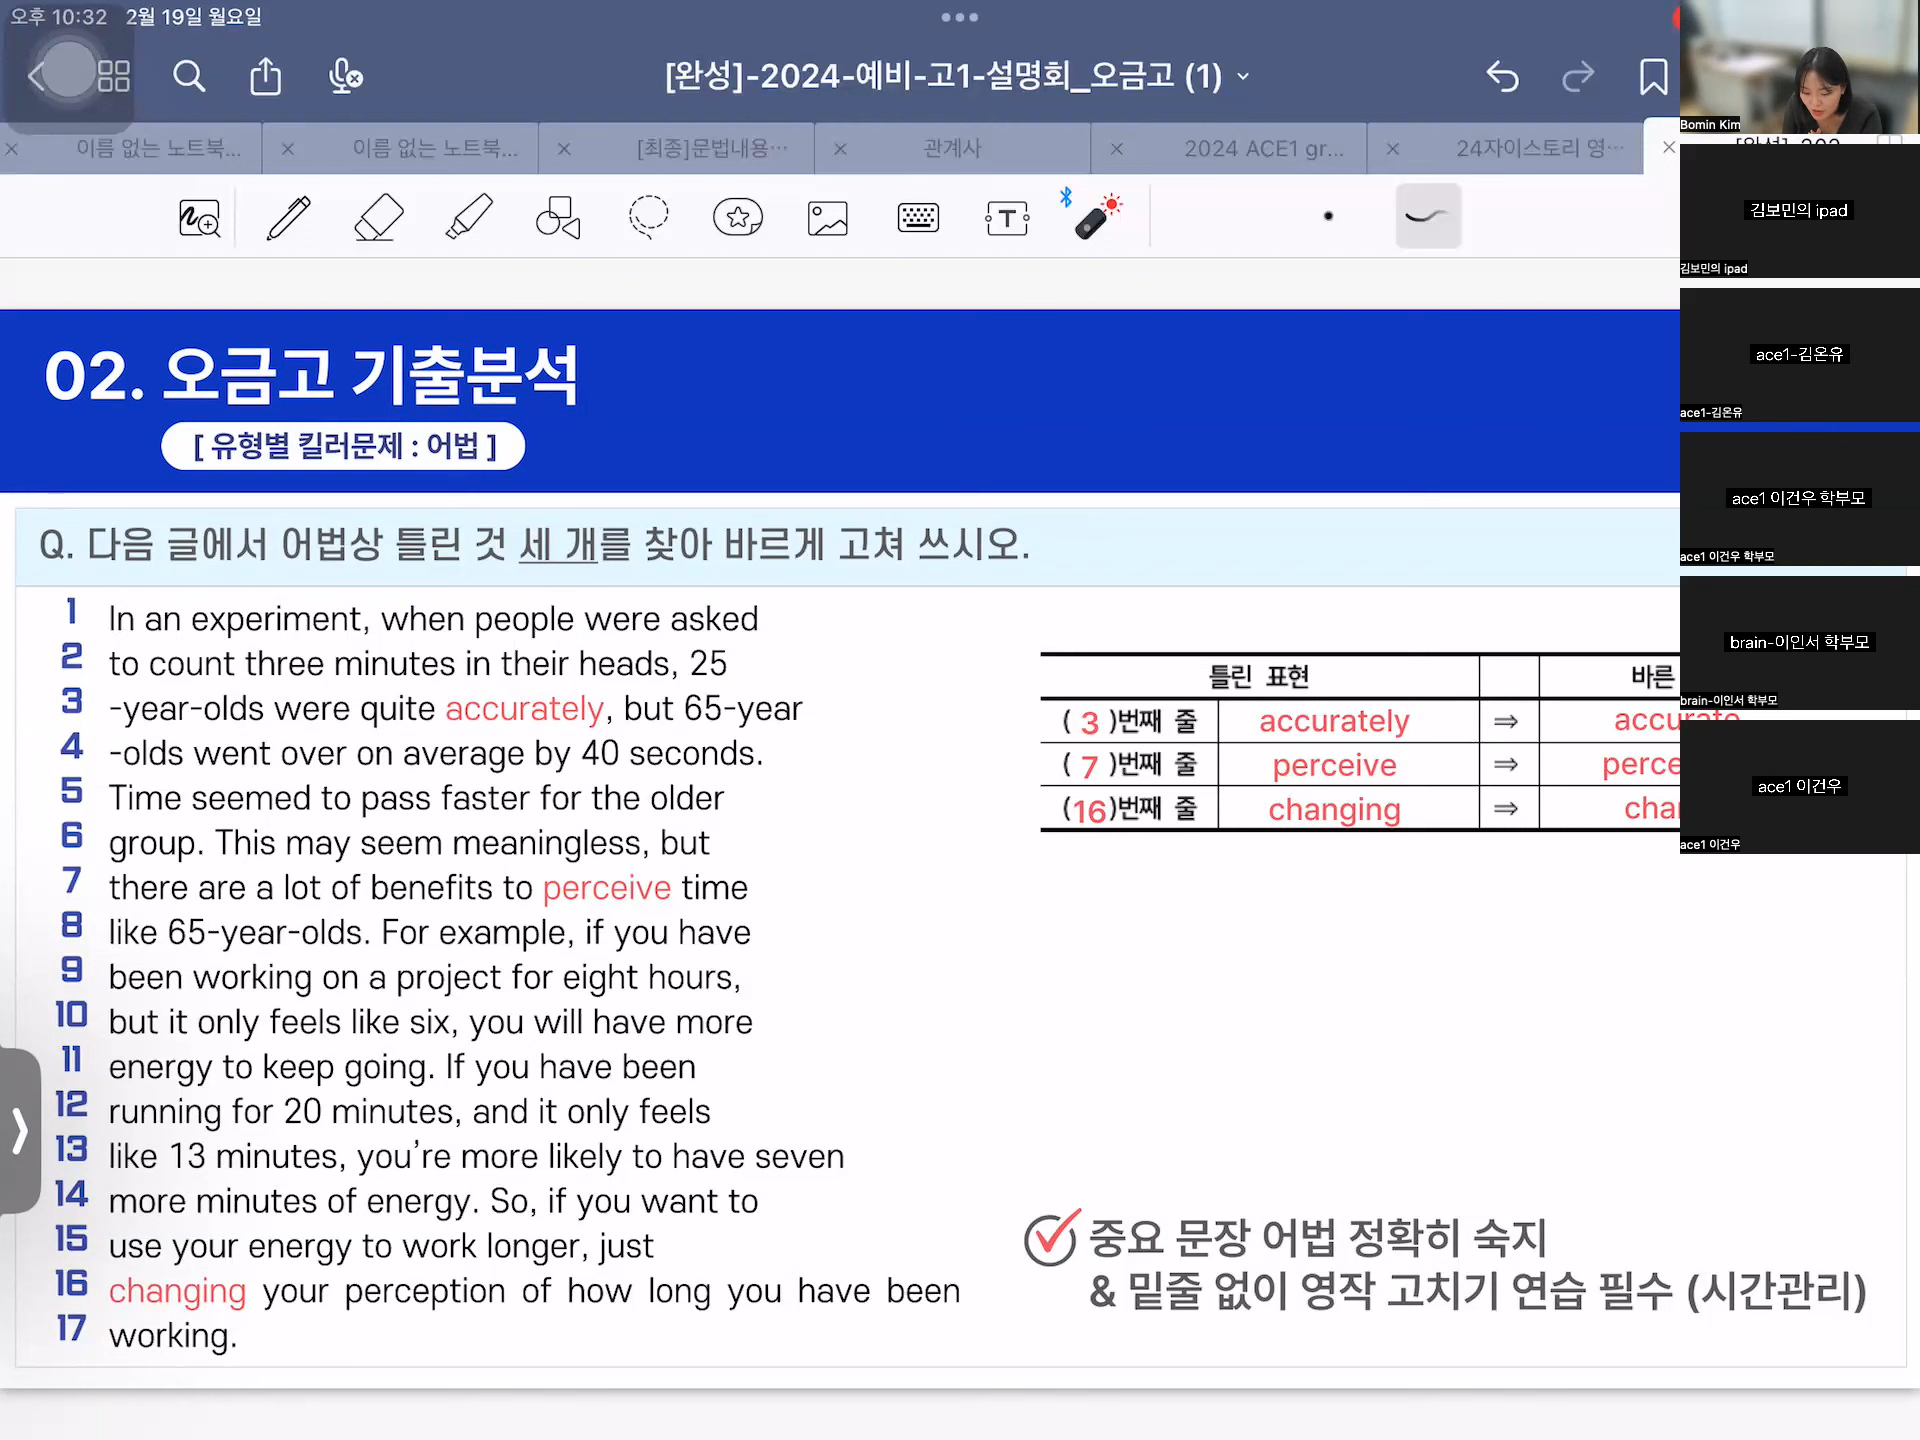 오후 10:32 2월 19일 월요일
[완성]-2024-예비-고1-설명회_오금고 (1)
이름 없는 노트북...
이름 없는 노트북...
[최종]문법내용...
관계사
2024 ACE1 gr...
24자이스토리 영...
02. 오금고 기출분석
[ 유형별 킬러문제 : 어법 ]
Q. 다음 글에서 어법상 틀린 것 세 개를 찾아 바르게 고쳐 쓰시오.
1 In an experiment, when people were asked
2 to count three minutes in their heads, 25
3 -year-olds were quite accurately, but 65-year
4 -olds went over on average by 40 seconds.
5 Time seemed to pass faster for the older
6 group. This may seem meaningless, but
7 there are a lot of benefits to perceive time
8 like 65-year-olds. For example, if you have
9 been working on a project for eight hours,
10 but it only feels like six, you will have more
11 energy to keep going. If you have been
12 running for 20 minutes, and it only feels
13 like 13 minutes, you're more likely to have seven
14 more minutes of energy. So, if you want to
15 use your energy to work longer, just
16 changing your perception of how long you have been
17 working.
틀린 표현 바른
( 3 )번째 줄 accurately ⇒ accurate
( 7 )번째 줄 perceive ⇒ perce
(16)번째 줄 changing ⇒ cha
중요 문장 어법 정확히 숙지
& 밑줄 없이 영작 고치기 연습 필수 (시간관리)
Bomin Kim
김보민의 ipad
김보민의 ipad
ace1-김온유
ace1-김온유
ace1 이건우 학부모
ace1 이건우 학부모
brain-이인서 학부모
brain-이인서 학부모
ace1 이건우
ace1 이건우